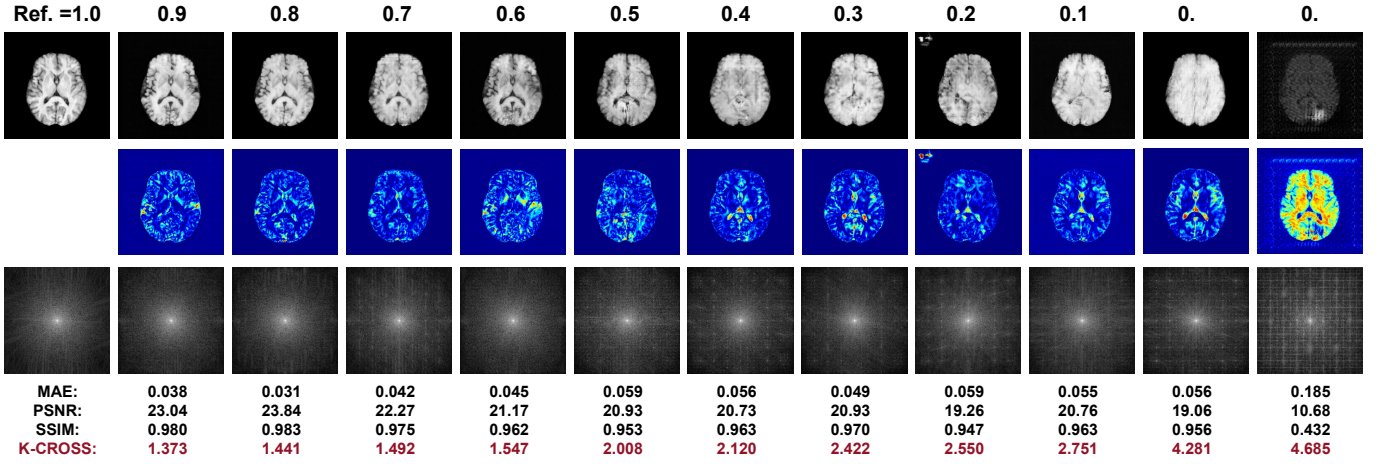 Ref. =1.0 0.9 0.8 0.7 0.6 0.5 0.4 0.3 0.2 0.1 0. 0.
MAE: 0.038 0.031 0.042 0.045 0.059 0.056 0.049 0.059 0.055 0.056 0.185
PSNR: 23.04 23.84 22.27 21.17 20.93 20.73 20.93 19.26 20.76 19.06 10.68
SSIM: 0.980 0.983 0.975 0.962 0.953 0.963 0.970 0.947 0.963 0.956 0.432
K-CROSS: 1.373 1.441 1.492 1.547 2.008 2.120 2.422 2.550 2.751 4.281 4.685